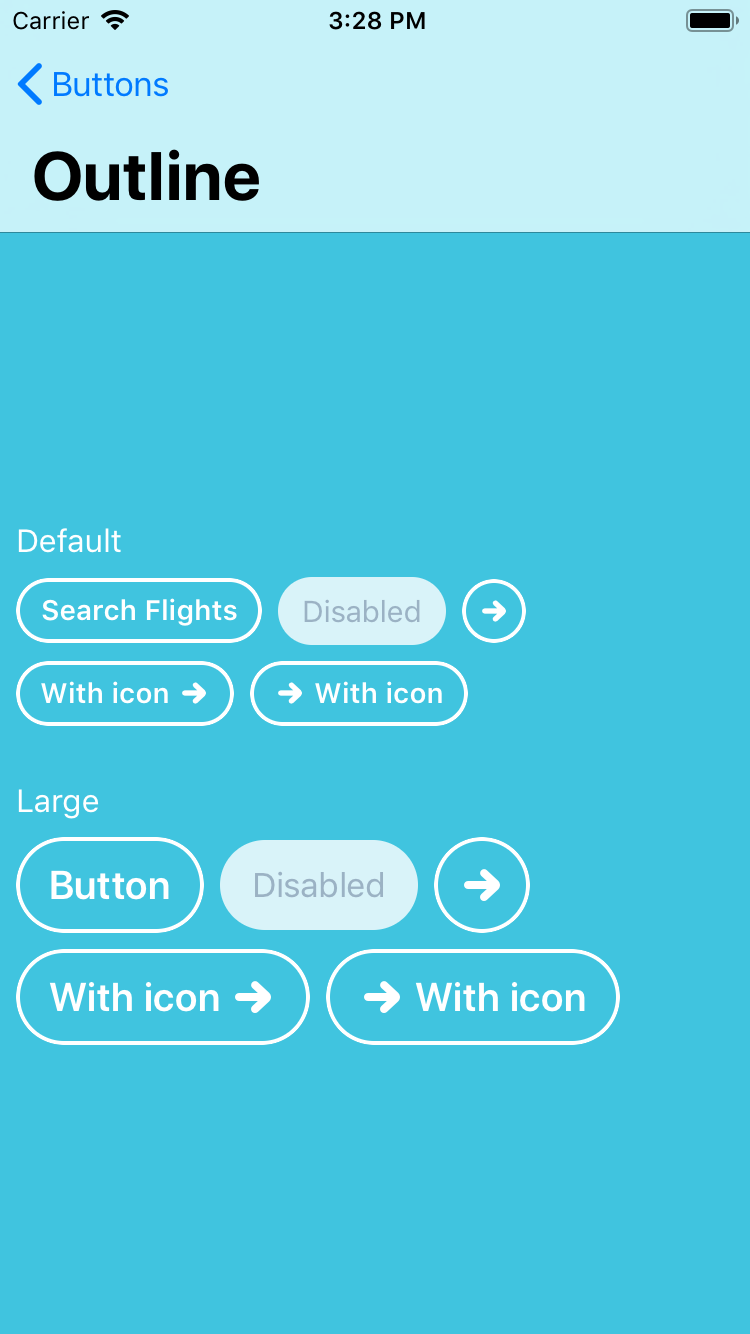 Carrier 3:28 PM
Buttons
Outline
Default
Search Flights Disabled
With icon With icon
Large
Button Disabled
With icon With icon